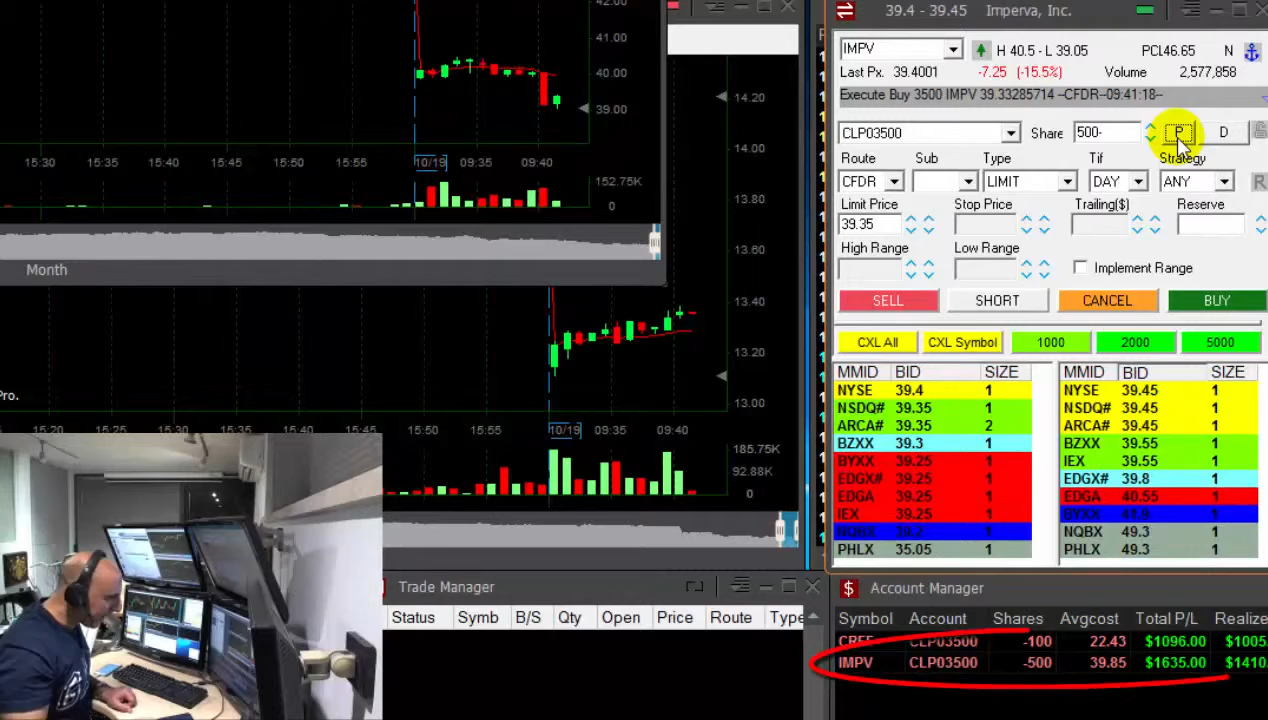 42.00
41.00
40.00
39.00
15:30 15:35 15:40 15:45 15:50 15:55 10/19 09:35 09:40
152.75K
0
Month
14.20
14.00
13.80
13.60
13.40
13.20
13.00
Pro.
15:20 15:25 15:30 15:35 15:40 15:45 15:50 15:55 10/19 09:35 09:40
185.75K
92.88K
0
39.4 - 39.45 Imperva, Inc.
IMPV H 40.5 - L 39.05 PCL46.65 N
Last Px. 39.4001 -7.25 (-15.5%) Volume 2,577,858
Execute Buy 3500 IMPV 39.33285714 --CFDR--09:41:18--
CLP03500 Share 500- P D
Route Sub Type Tif Strategy
CFDR LIMIT DAY ANY R
Limit Price Stop Price Trailing($) Reserve
39.35
High Range Low Range
Implement Range
SELL SHORT CANCEL BUY
CXL All CXL Symbol 1000 2000 5000
MMID BID SIZE MMID BID SIZE
NYSE 39.4 1 NYSE 39.45 1
NSDQ# 39.35 1 NSDQ# 39.45 1
ARCA# 39.35 2 ARCA# 39.45 1
BZXX 39.3 1 BZXX 39.55 1
BYXX 39.25 1 IEX 39.55 1
EDGX# 39.25 1 EDGX# 39.8 1
EDGA 39.25 1 EDGA 40.55 1
IEX 39.25 1 BYXX 41.9 1
NQBX 39.2 1 NQBX 49.3 1
PHLX 35.05 1 PHLX 49.3 1
Trade Manager
Status Symb B/S Qty Open Price Route Type
$ Account Manager
Symbol Account Shares Avgcost Total P/L Realize
CLP03500 -100 22.43 $1096.00 $1005.
IMPV CLP03500 -500 39.85 $1635.00 $1410.